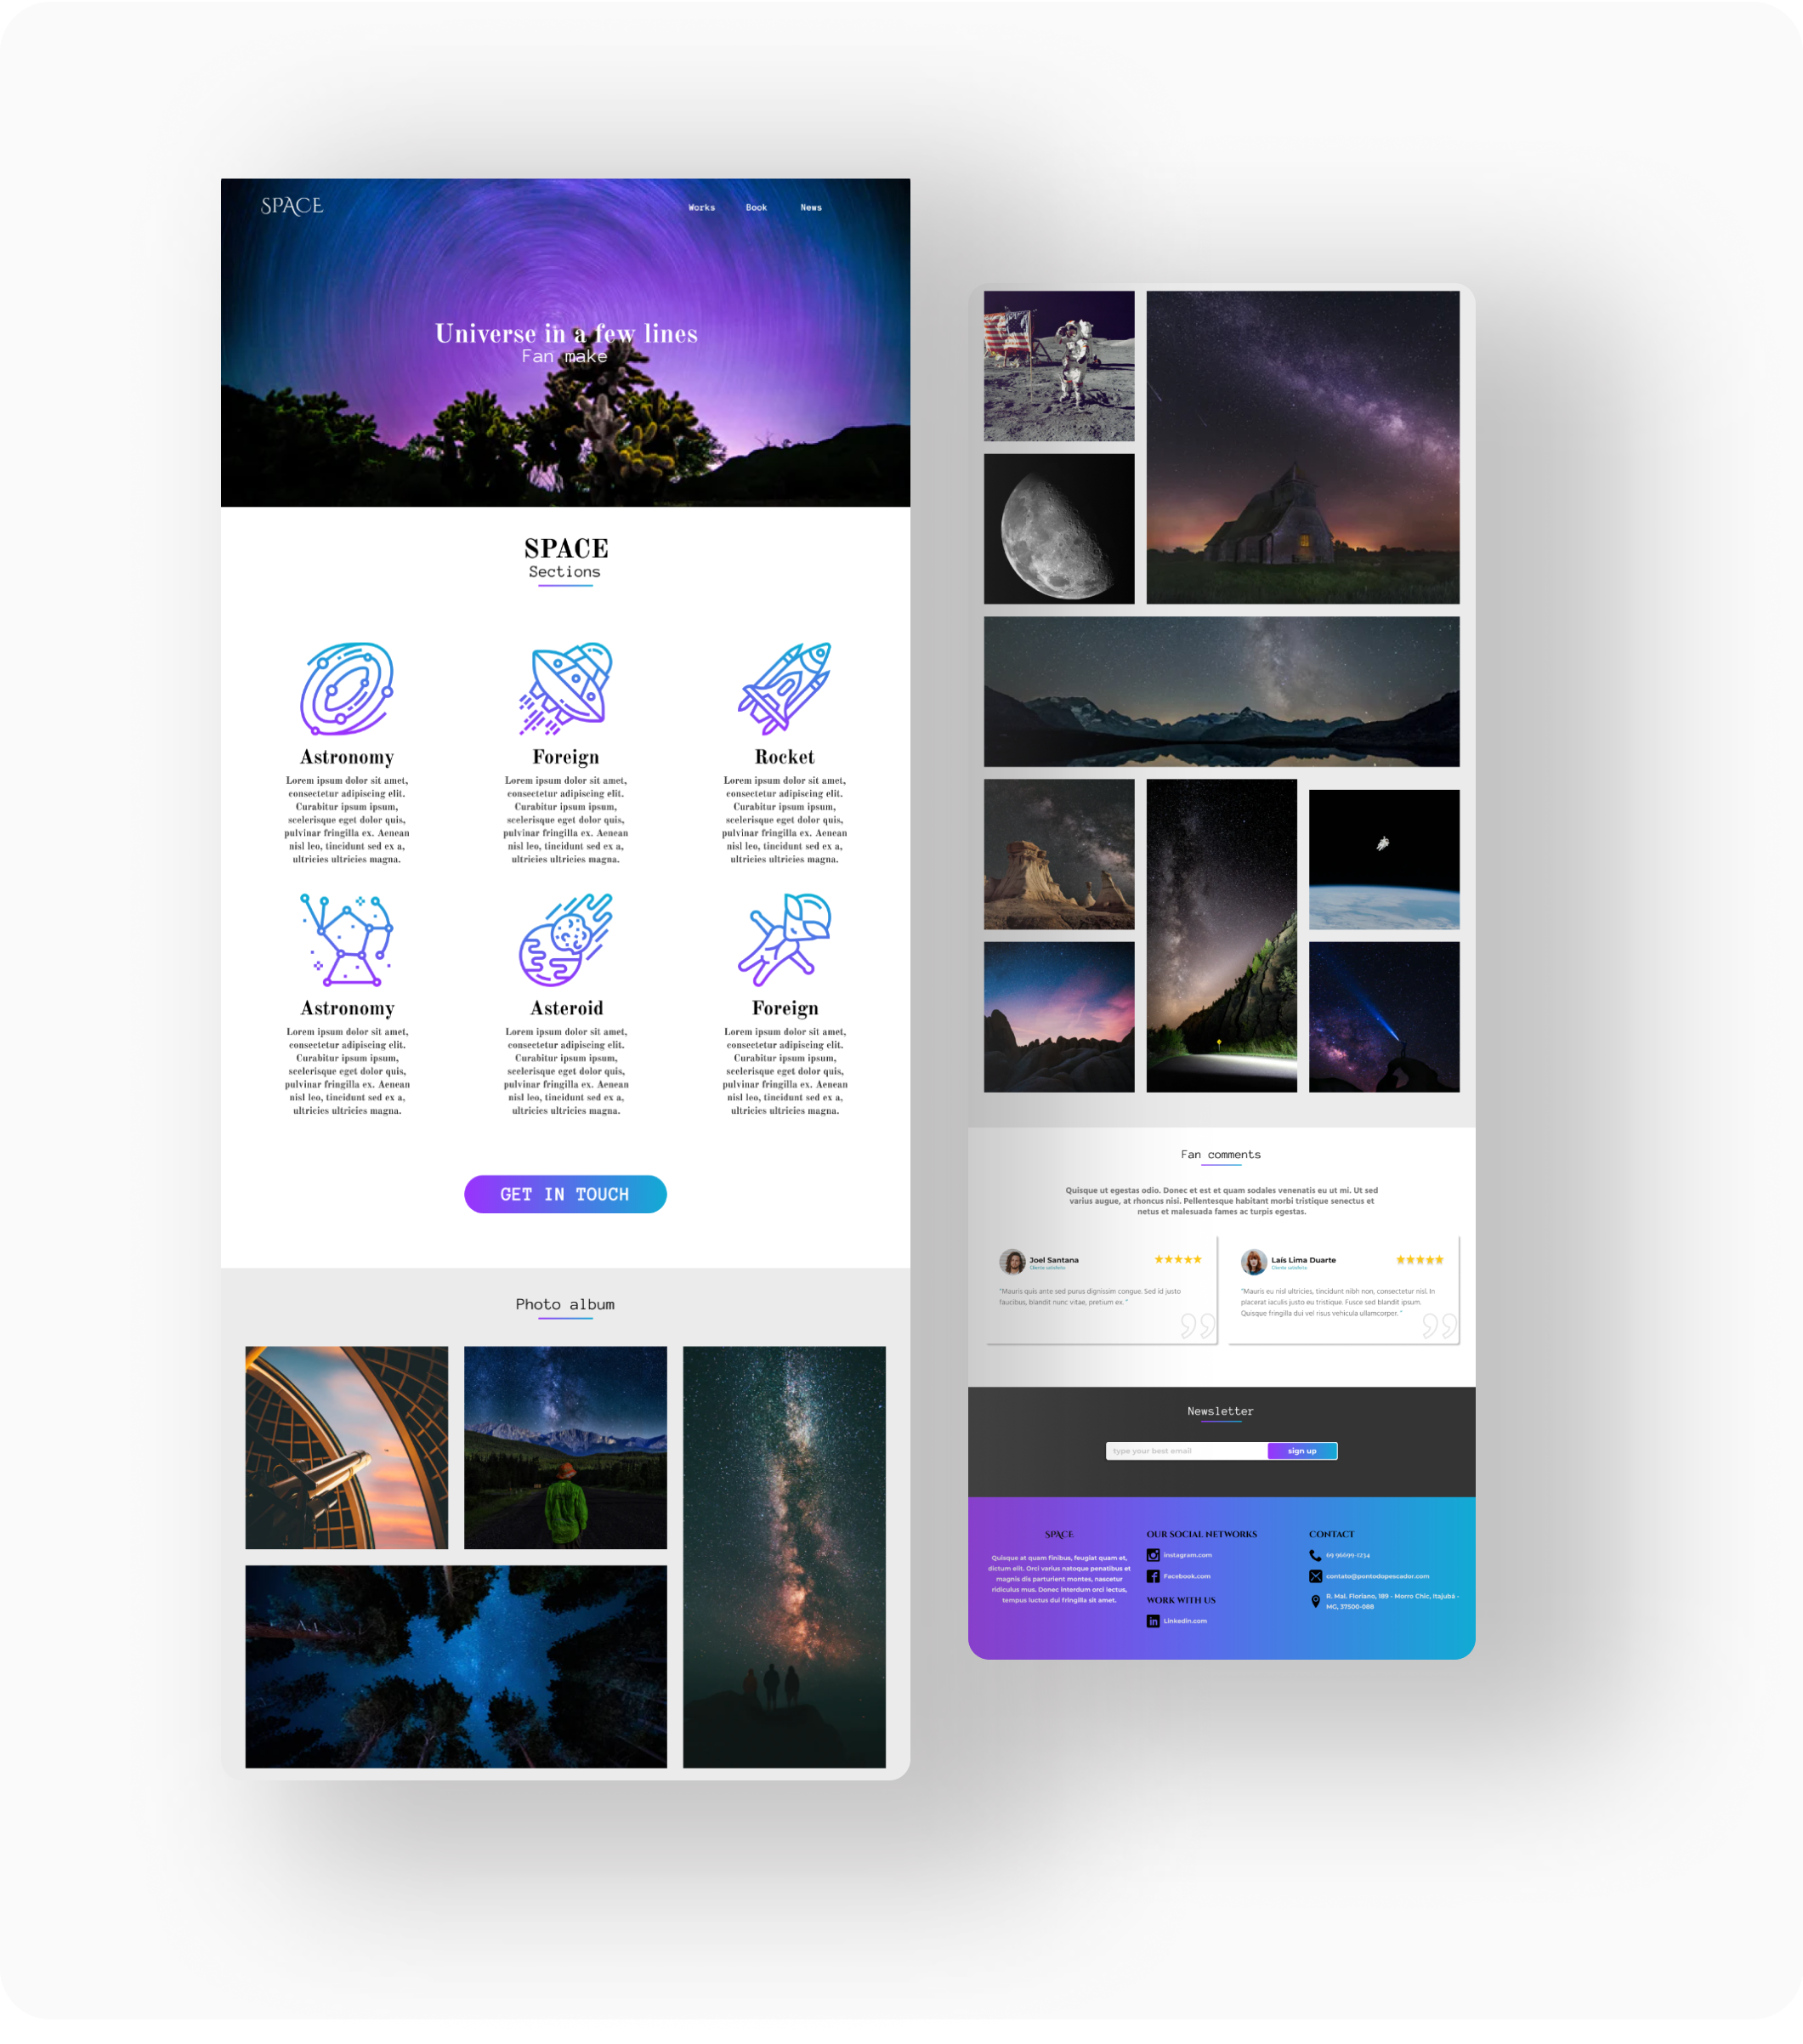 SPACE
Works Book News
Universe in a few lines
Fan make
SPACE
Sections
Astronomy
Lorem ipsum dolor sit amet,
consectetur adipiscing elit.
Curabitur ipsum ipsum,
scelerisque eget dolor quis,
pulvinar fringilla ex. Aenean
nisl leo, tincidunt sed ex a,
ultricies ultricies magna.
Foreign
Lorem ipsum dolor sit amet,
consectetur adipiscing elit.
Curabitur ipsum ipsum,
scelerisque eget dolor quis,
pulvinar fringilla ex. Aenean
nisl leo, tincidunt sed ex a,
ultricies ultricies magna.
Rocket
Lorem ipsum dolor sit amet,
consectetur adipiscing elit.
Curabitur ipsum ipsum,
scelerisque eget dolor quis,
pulvinar fringilla ex. Aenean
nisl leo, tincidunt sed ex a,
ultricies ultricies magna.
Astronomy
Lorem ipsum dolor sit amet,
consectetur adipiscing elit.
Curabitur ipsum ipsum,
scelerisque eget dolor quis,
pulvinar fringilla ex. Aenean
nisl leo, tincidunt sed ex a,
ultricies ultricies magna.
Asteroid
Lorem ipsum dolor sit amet,
consectetur adipiscing elit.
Curabitur ipsum ipsum,
scelerisque eget dolor quis,
pulvinar fringilla ex. Aenean
nisl leo, tincidunt sed ex a,
ultricies ultricies magna.
Foreign
Lorem ipsum dolor sit amet,
consectetur adipiscing elit.
Curabitur ipsum ipsum,
scelerisque eget dolor quis,
pulvinar fringilla ex. Aenean
nisl leo, tincidunt sed ex a,
ultricies ultricies magna.
GET IN TOUCH
Photo album
Fan comments
Quisque ut egestas odio. Donec et est et quam sodales venenatis eu ut mi. Ut sed
varius augue, at rhoncus nisi. Pellentesque habitant morbi tristique senectus et
netus et malesuada fames ac turpis egestas.
Joel Santana
Cliente satisfeito
"Mauris quis ante sed purus dignissim congue. Sed id justo
faucibus, blandit nunc vitae, pretium ex. "
Laís Lima Duarte
Cliente satisfeita
"Mauris eu nisl ultricies, tincidunt nibh non, consectetur nisl. In
placerat iaculis justo eu tristique. Fusce sed blandit ipsum.
Quisque fringilla dui vel risus vehicula ullamcorper. "
Newsletter
type your best email
sign up
SPACE
Quisque at quam finibus, feugiat quam et,
dictum elit. Orci varius natoque penatibus et
magnis dis parturient montes, nascetur
ridiculus mus. Donec interdum orci lectus,
tempus luctus dui fringilla sit amet.
OUR SOCIAL NETWORKS
instagram.com
Facebook.com
WORK WITH US
Linkedin.com
CONTACT
69 96699-1234
contato@pontodopescador.com
R. Mal. Floriano, 189 - Morro Chic, Itajubá -
MG, 37500-088